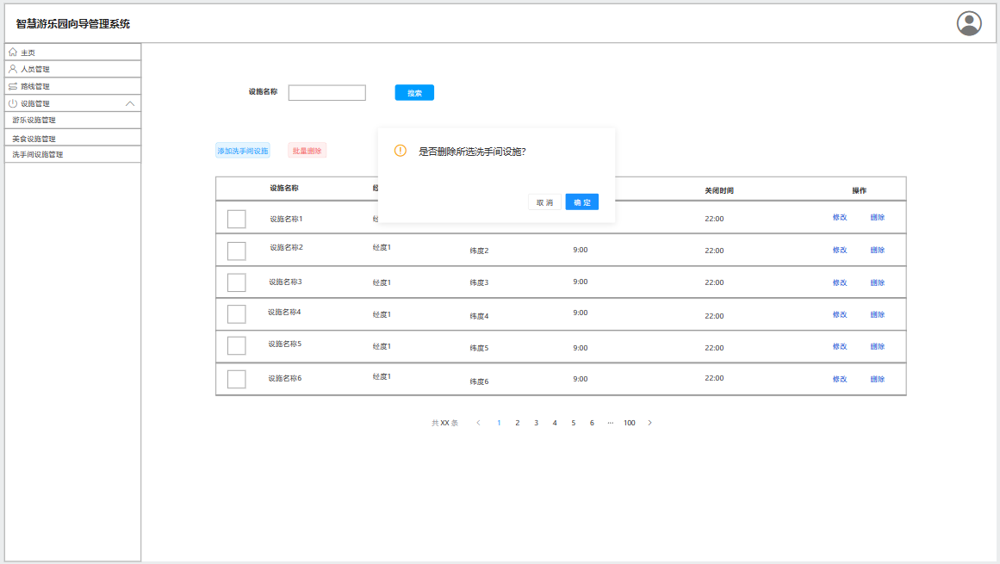 智慧游乐园向导管理系统
主页
人员管理
路线管理
设施管理
游乐设施管理
美食设施管理
洗手间设施管理
设施名称 搜索
添加洗手间设施 批量删除
是否删除所选洗手间设施?
取 消 确 定
设施名称 关闭时间 操作
设施名称1 22:00 修改 删除
设施名称2 经度1 纬度2 9:00 22:00 修改 删除
设施名称3 经度1 纬度3 9:00 22:00 修改 删除
设施名称4 经度1 纬度4 9:00 22:00 修改 删除
设施名称5 经度1 纬度5 9:00 22:00 修改 删除
设施名称6 经度1 纬度6 9:00 22:00 修改 删除
共 XX 条 < 1 2 3 4 5 6 ··· 100 >